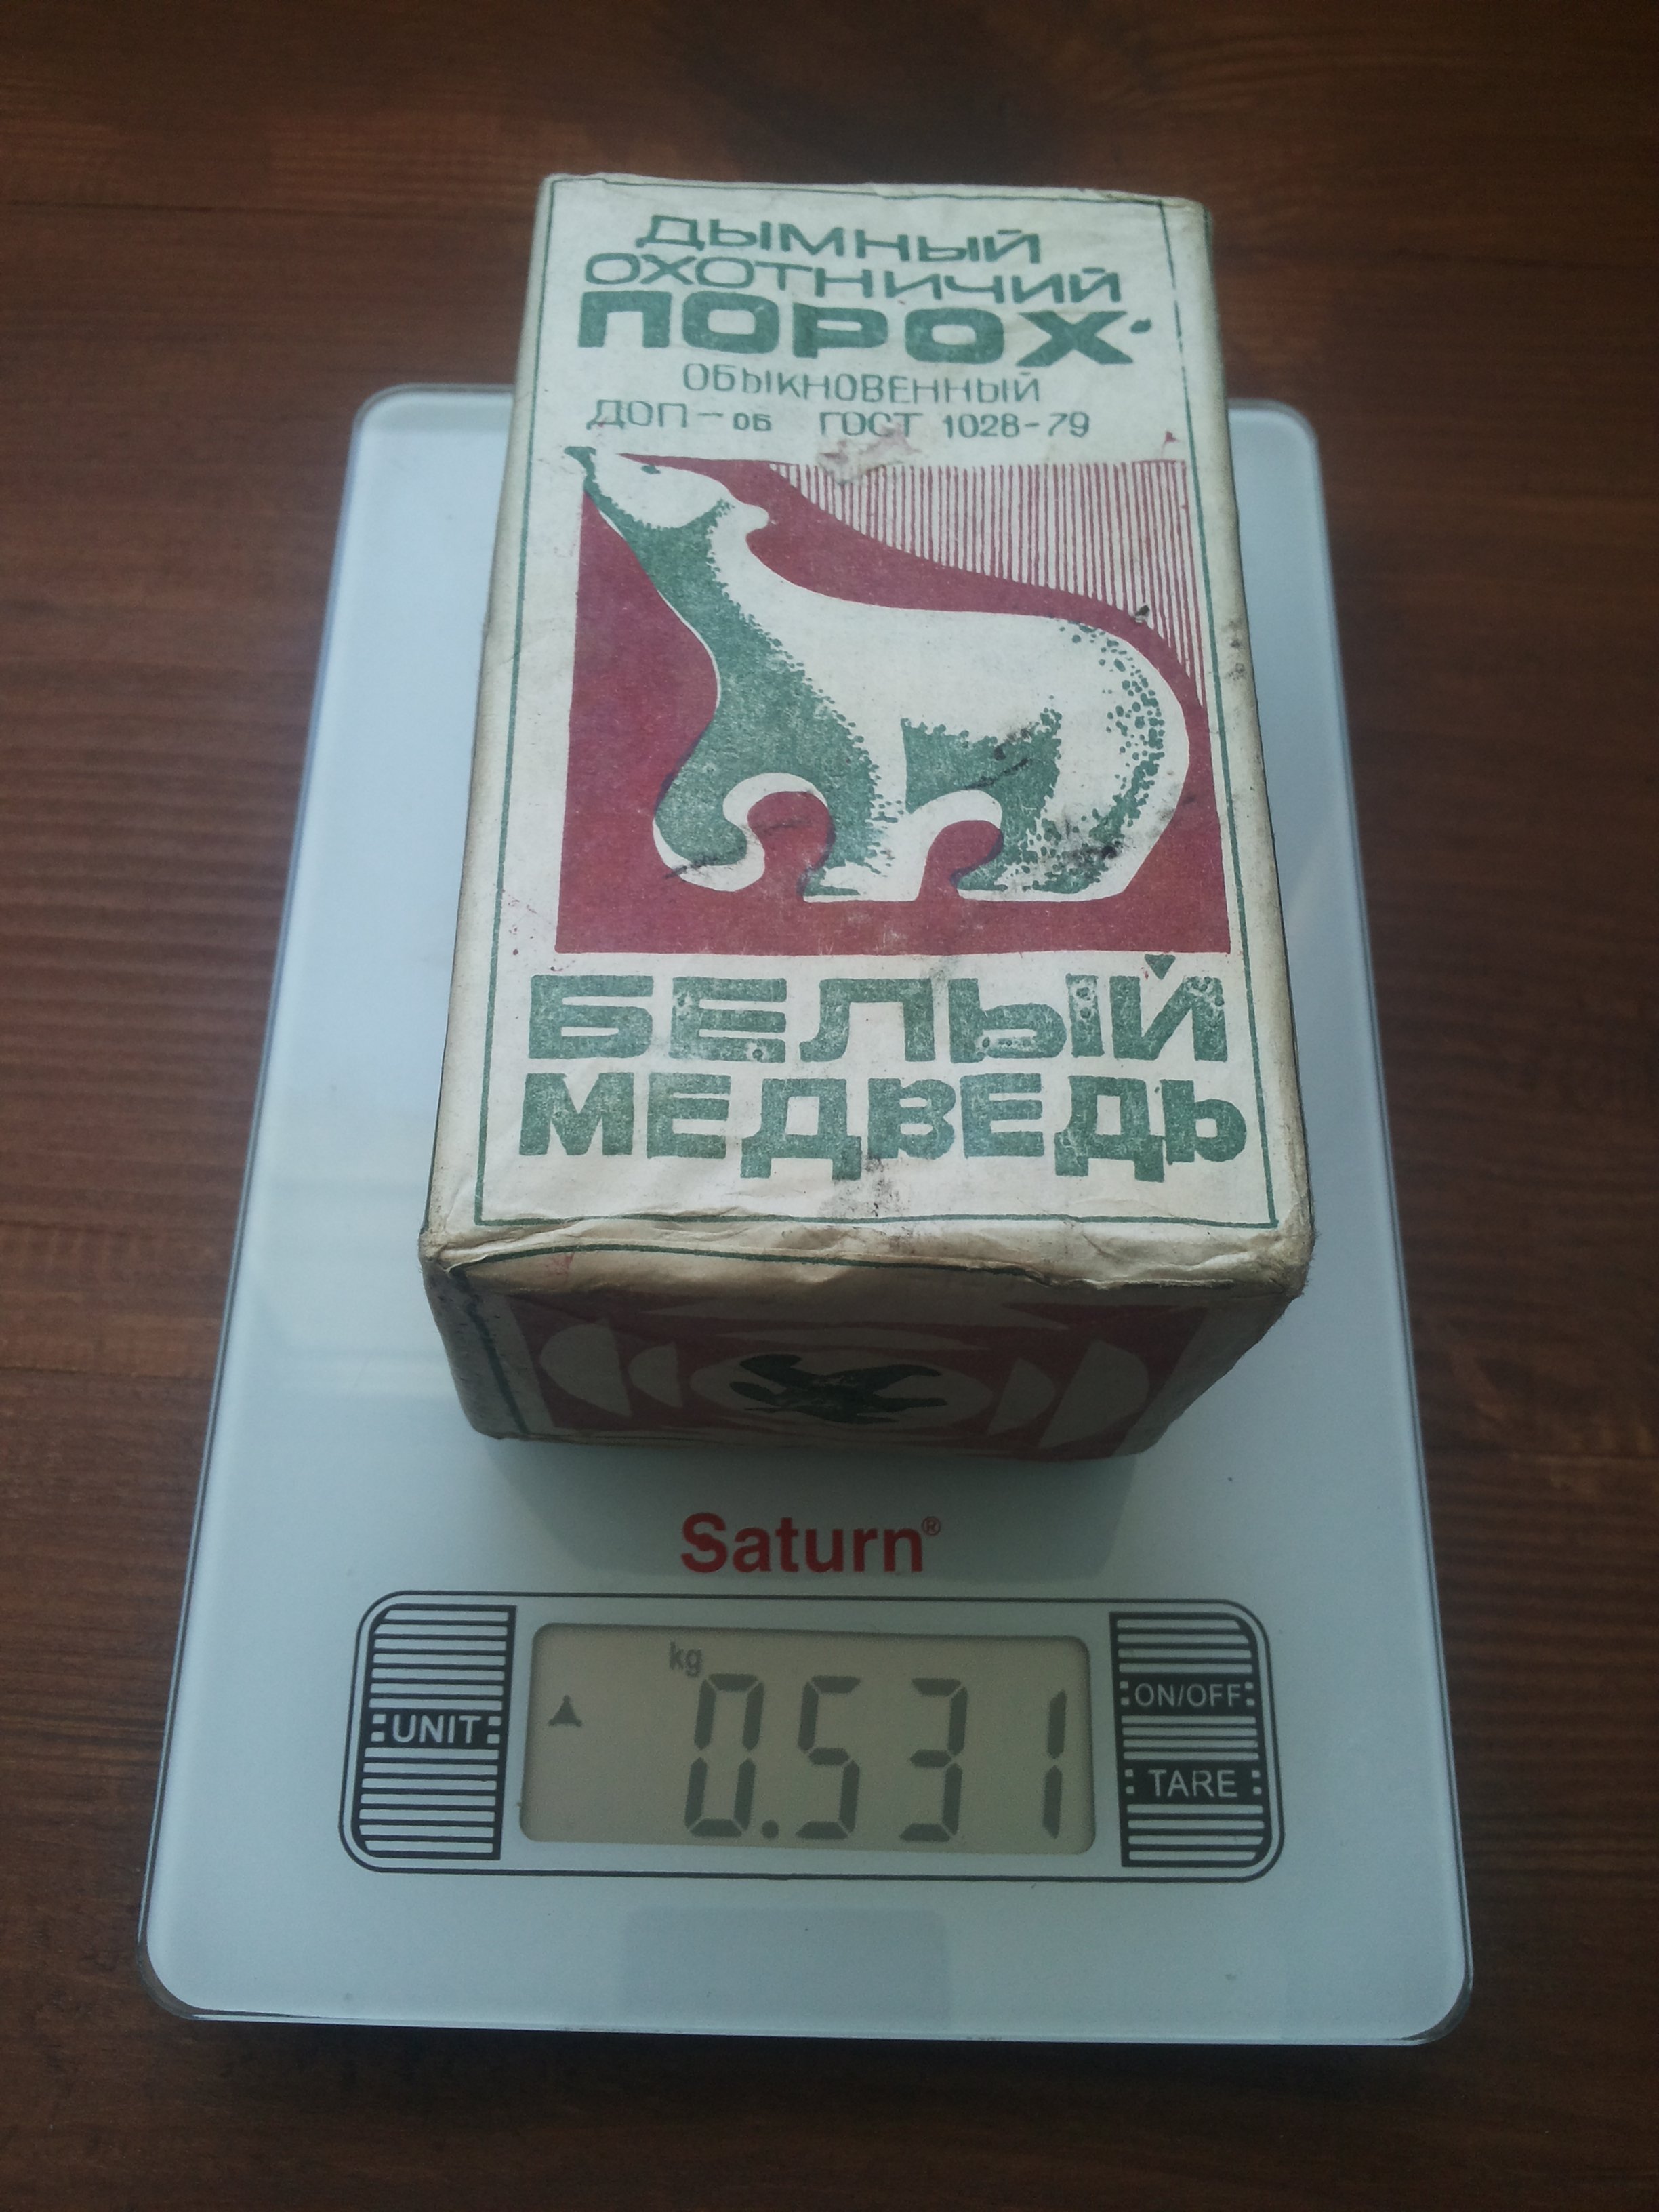 ДЫМНЫЙ
ОХОТНИЧИЙ
ПОРОХ
ОБЫКНОВЕННЫЙ
ДОП-ОБ ГОСТ 1028-79
БЕЛЫЙ
МЕДВЕДЬ
Saturn®
kg
0.531
UNIT
ON/OFF
TARE